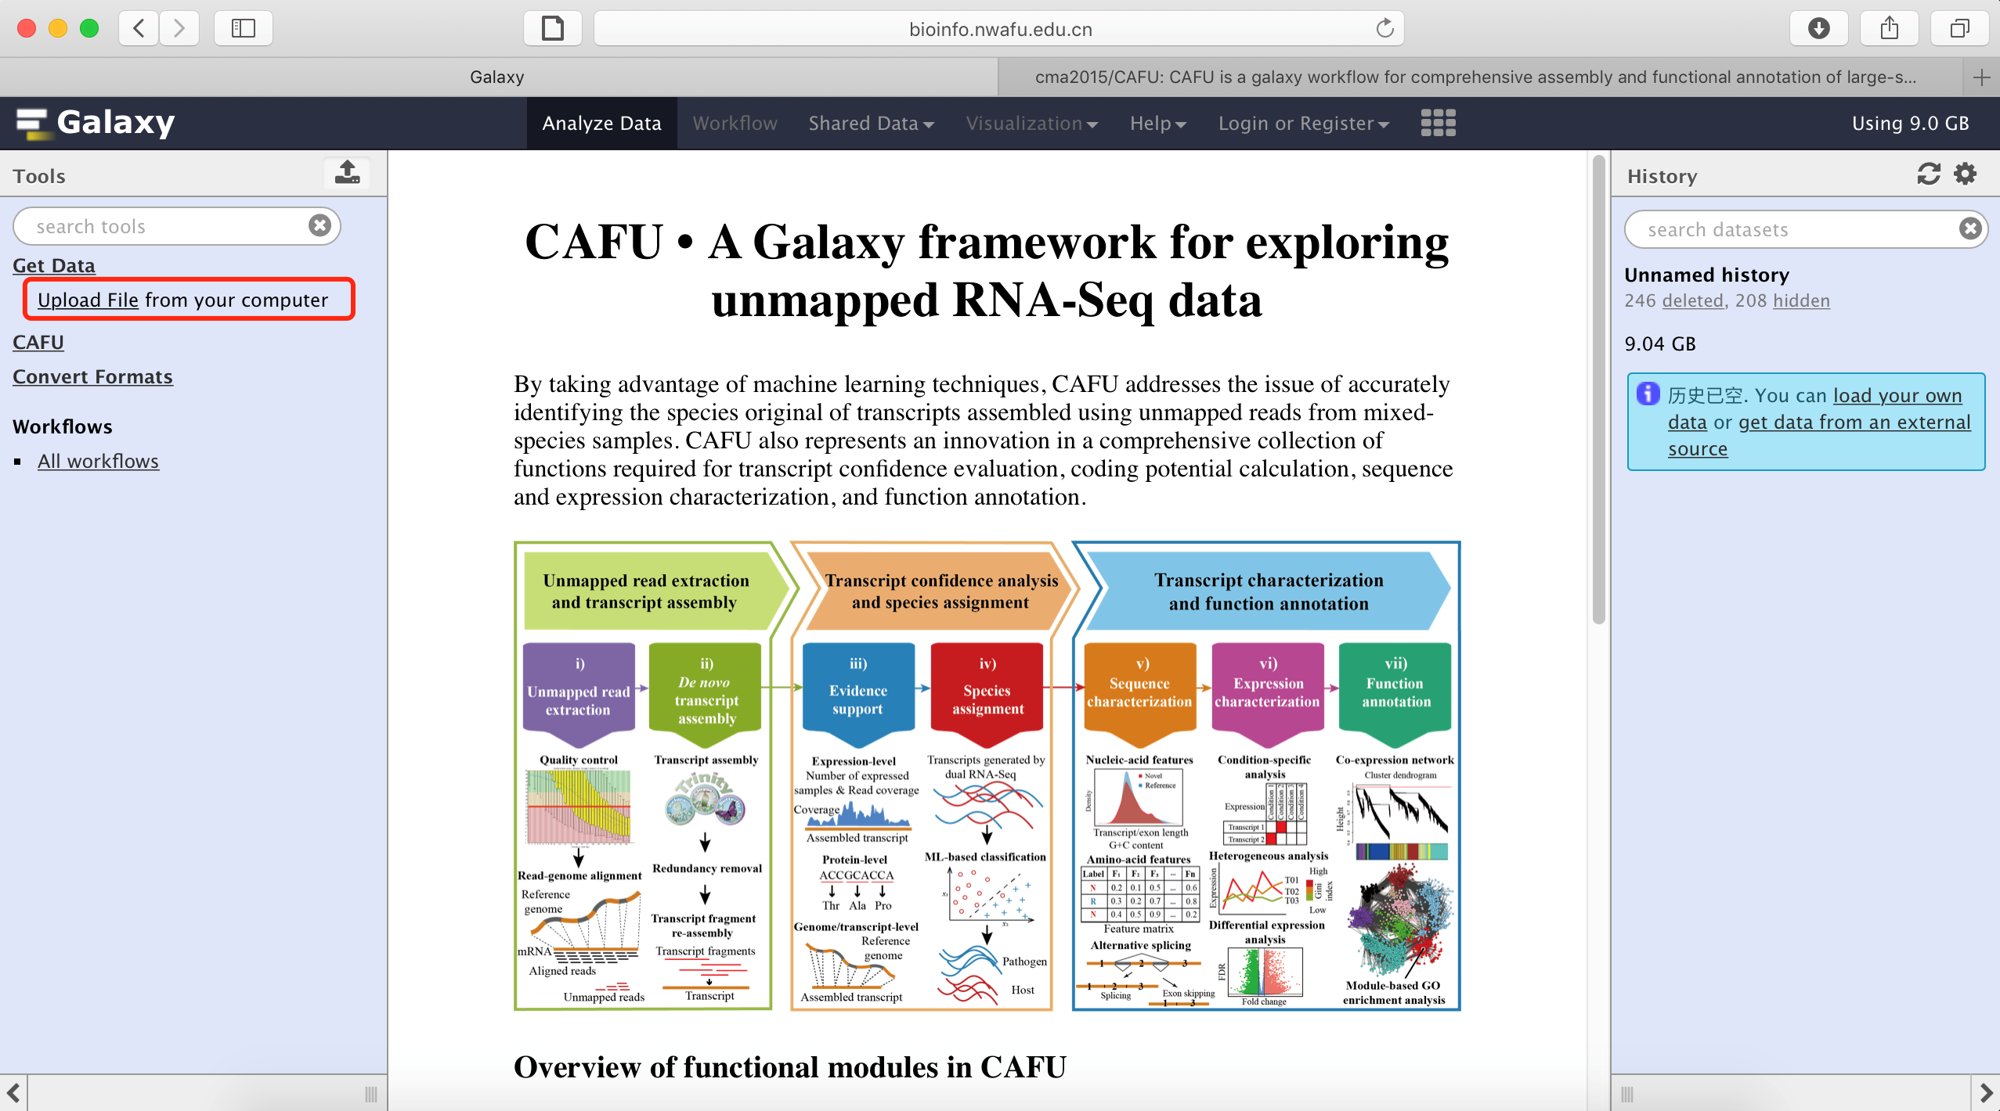 bioinfo.nwafu.edu.cn
Galaxy
cma2015/CAFU: CAFU is a galaxy workflow for comprehensive assembly and functional annotation of large-s...
Galaxy
Analyze Data
Workflow
Shared Data
Visualization
Help
Login or Register
Using 9.0 GB
Tools
search tools
Get Data
Upload File from your computer
CAFU
Convert Formats
Workflows
All workflows
CAFU • A Galaxy framework for exploring
unmapped RNA-Seq data
By taking advantage of machine learning techniques, CAFU addresses the issue of accurately
identifying the species original of transcripts assembled using unmapped reads from mixed-
species samples. CAFU also represents an innovation in a comprehensive collection of
functions required for transcript confidence evaluation, coding potential calculation, sequence
and expression characterization, and function annotation.
Unmapped read extraction
and transcript assembly
Transcript confidence analysis
and species assignment
Transcript characterization
and function annotation
i)
Unmapped read
extraction
ii)
De novo
transcript
assembly
iii)
Evidence
support
iv)
Species
assignment
v)
Sequence
characterization
vi)
Expression
characterization
vii)
Function
annotation
Quality control
Read-genome alignment
Reference
genome
mRNA
Aligned reads
Unmapped reads
Transcript assembly
Trinity
Redundancy removal
Transcript fragment
re-assembly
Transcript fragments
Transcript
Expression-level
Number of expressed
samples & Read coverage
Coverage
Assembled transcript
Protein-level
ACCGCACCA
Thr Ala Pro
Genome/transcript-level
Reference
genome
Assembled transcript
Transcripts generated by
dual RNA-Seq
ML-based classification
Pathogen
Host
Nucleic-acid features
Novel
Reference
Density
Transcript/exon length
G+C content
Amino-acid features
Label F₁ F₂ F₃ ... Fn
N 0.2 0.1 0.5 ... 0.6
R 0.3 0.2 0.7 ... 0.8
N 0.4 0.5 0.9 ... 0.2
Feature matrix
Alternative splicing
1 2 3
1 2 3
Splicing
Exon skipping
1 3
Condition-specific
analysis
Expression
Condition 1
Condition 2
Condition 3
Condition 4
Transcript 1
Transcript 2
Heterogeneous analysis
Expression
T01
T02
T03
High
Gini
index
Low
Differential expression
analysis
FDR
Fold change
Co-expression network
Cluster dendrogram
Height
Module-based GO
enrichment analysis
Overview of functional modules in CAFU
History
search datasets
Unnamed history
246 deleted, 208 hidden
9.04 GB
历史已空. You can load your own
data or get data from an external
source